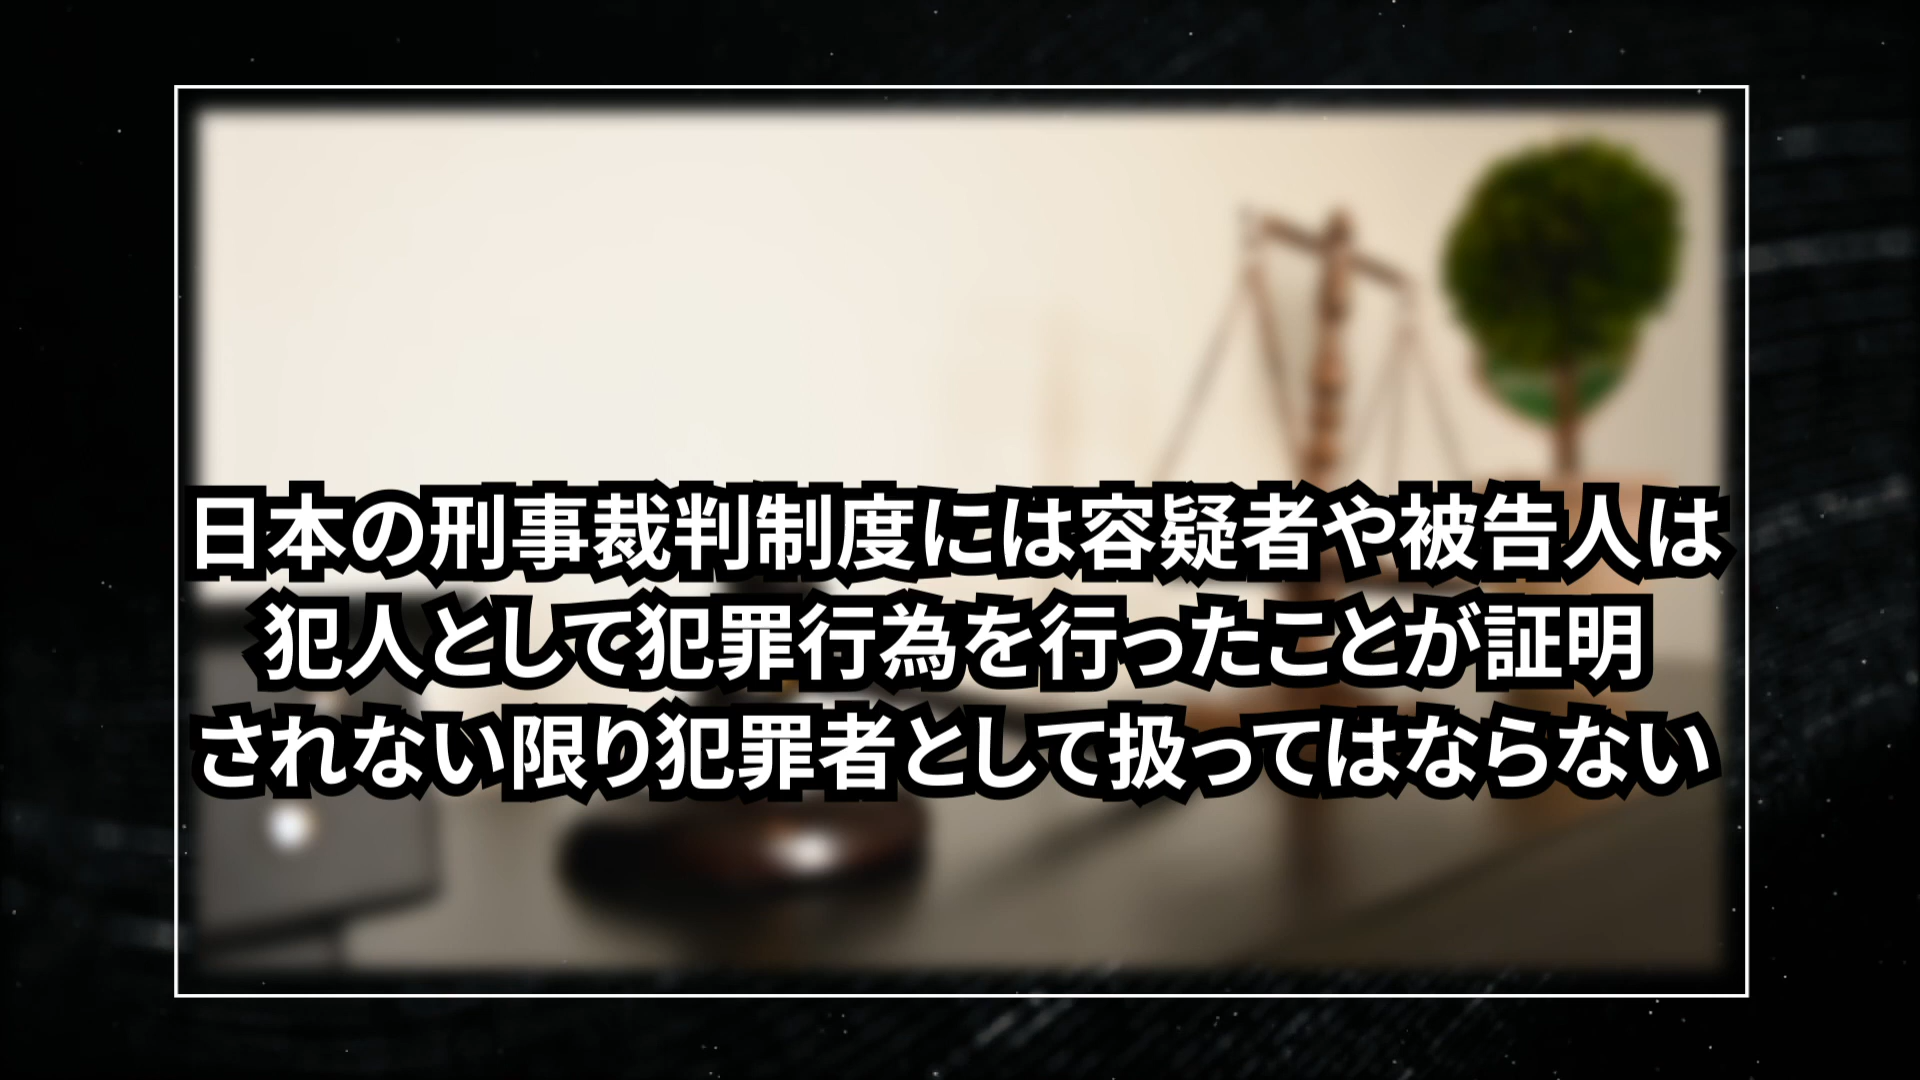 日本の刑事裁判制度には容疑者や被告人は
犯人として犯罪行為を行ったことが証明
されない限り犯罪者として扱ってはならない